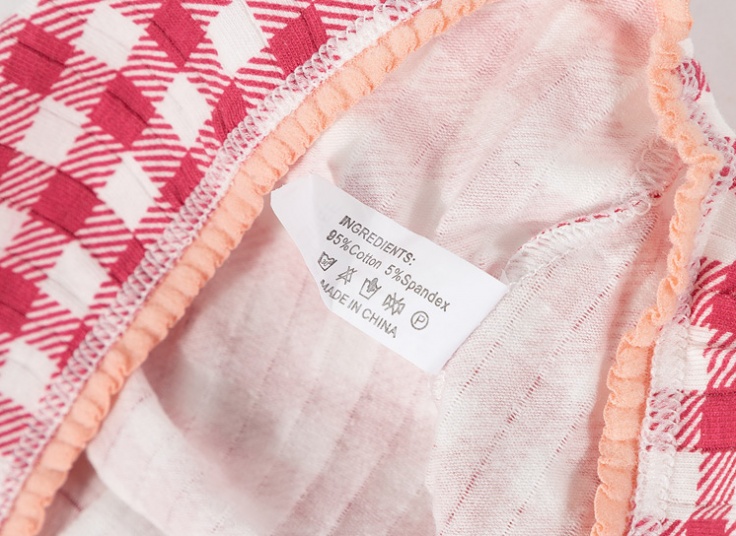 INGREDIENTS:
95%Cotton 5%Spandex
P
MADE IN CHINA